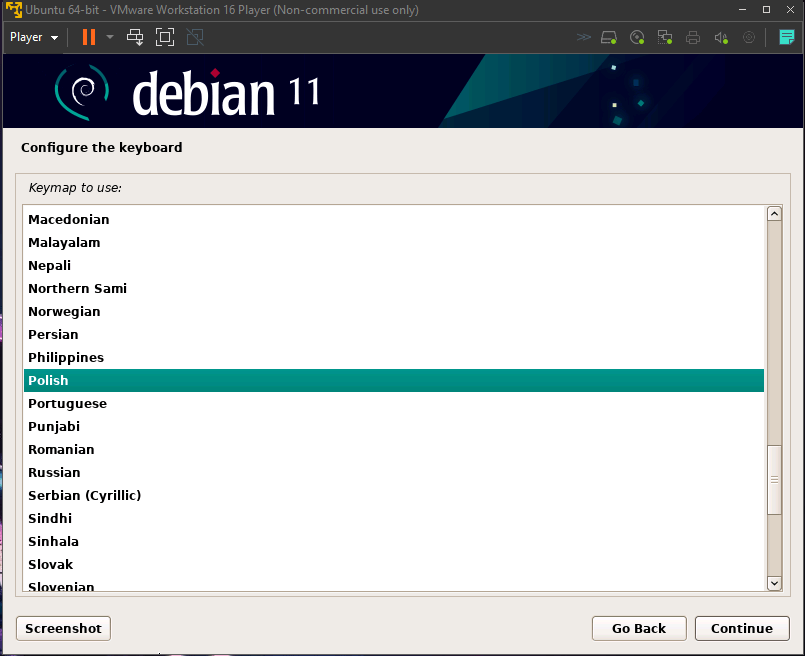 Ubuntu 64-bit - VMware Workstation 16 Player (Non-commercial use only)
Player
debian 11
Configure the keyboard
Keymap to use:
Macedonian
Malayalam
Nepali
Northern Sami
Norwegian
Persian
Philippines
Polish
Portuguese
Punjabi
Romanian
Russian
Serbian (Cyrillic)
Sindhi
Sinhala
Slovak
Slovenian
Screenshot
Go Back
Continue